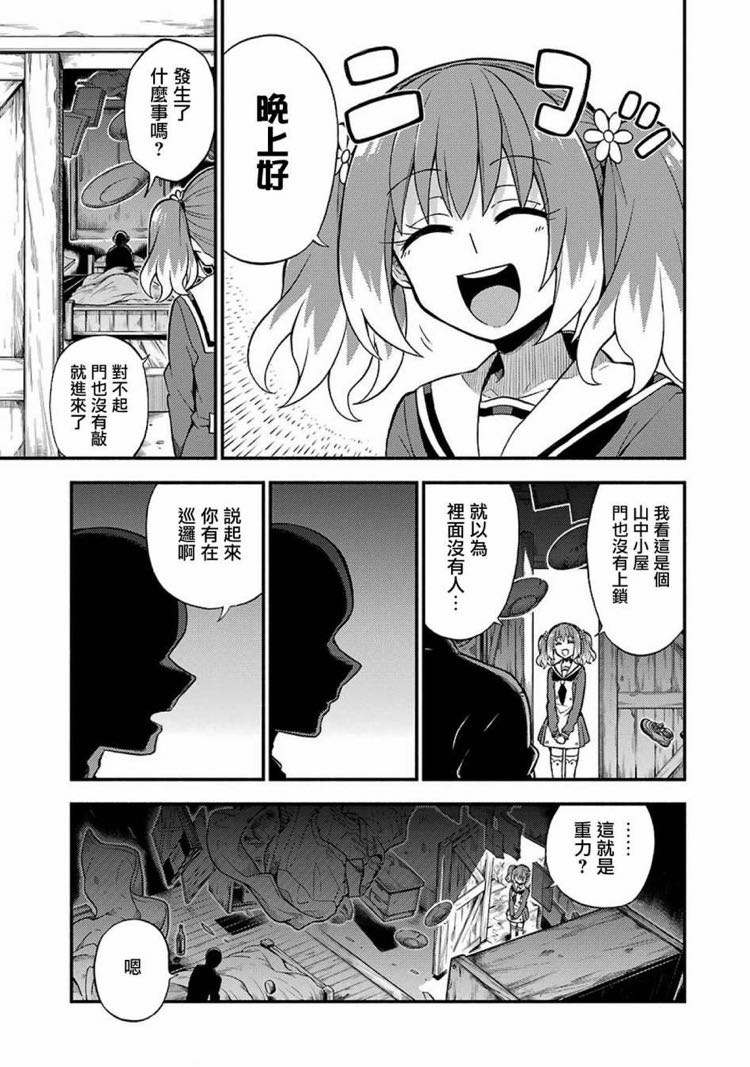 ニコッ
晚上好
發生了
什麼事嗎?
對不起
門也沒有敲
就進來了
我看這是個
山中小屋
門也沒有上鎖
就以為
裡面沒有人…
說起來
你有在
巡邏啊
……
這就是
重力?
嗯